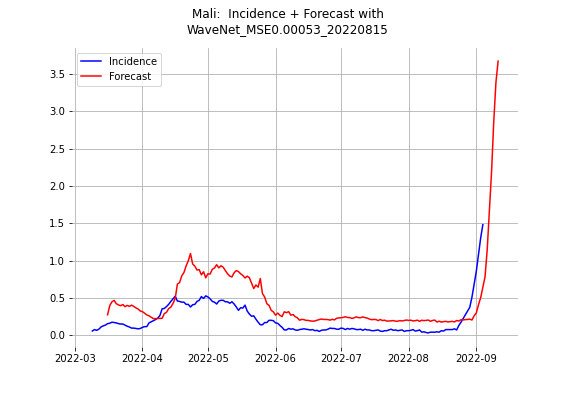 Mali: Incidence + Forecast with
WaveNet_MSE0.00053_20220815
Incidence
Forecast
3.5
3.0
2.5
2.0
1.5
1.0
0.5
0.0
2022-03 2022-04 2022-05 2022-06 2022-07 2022-08 2022-09